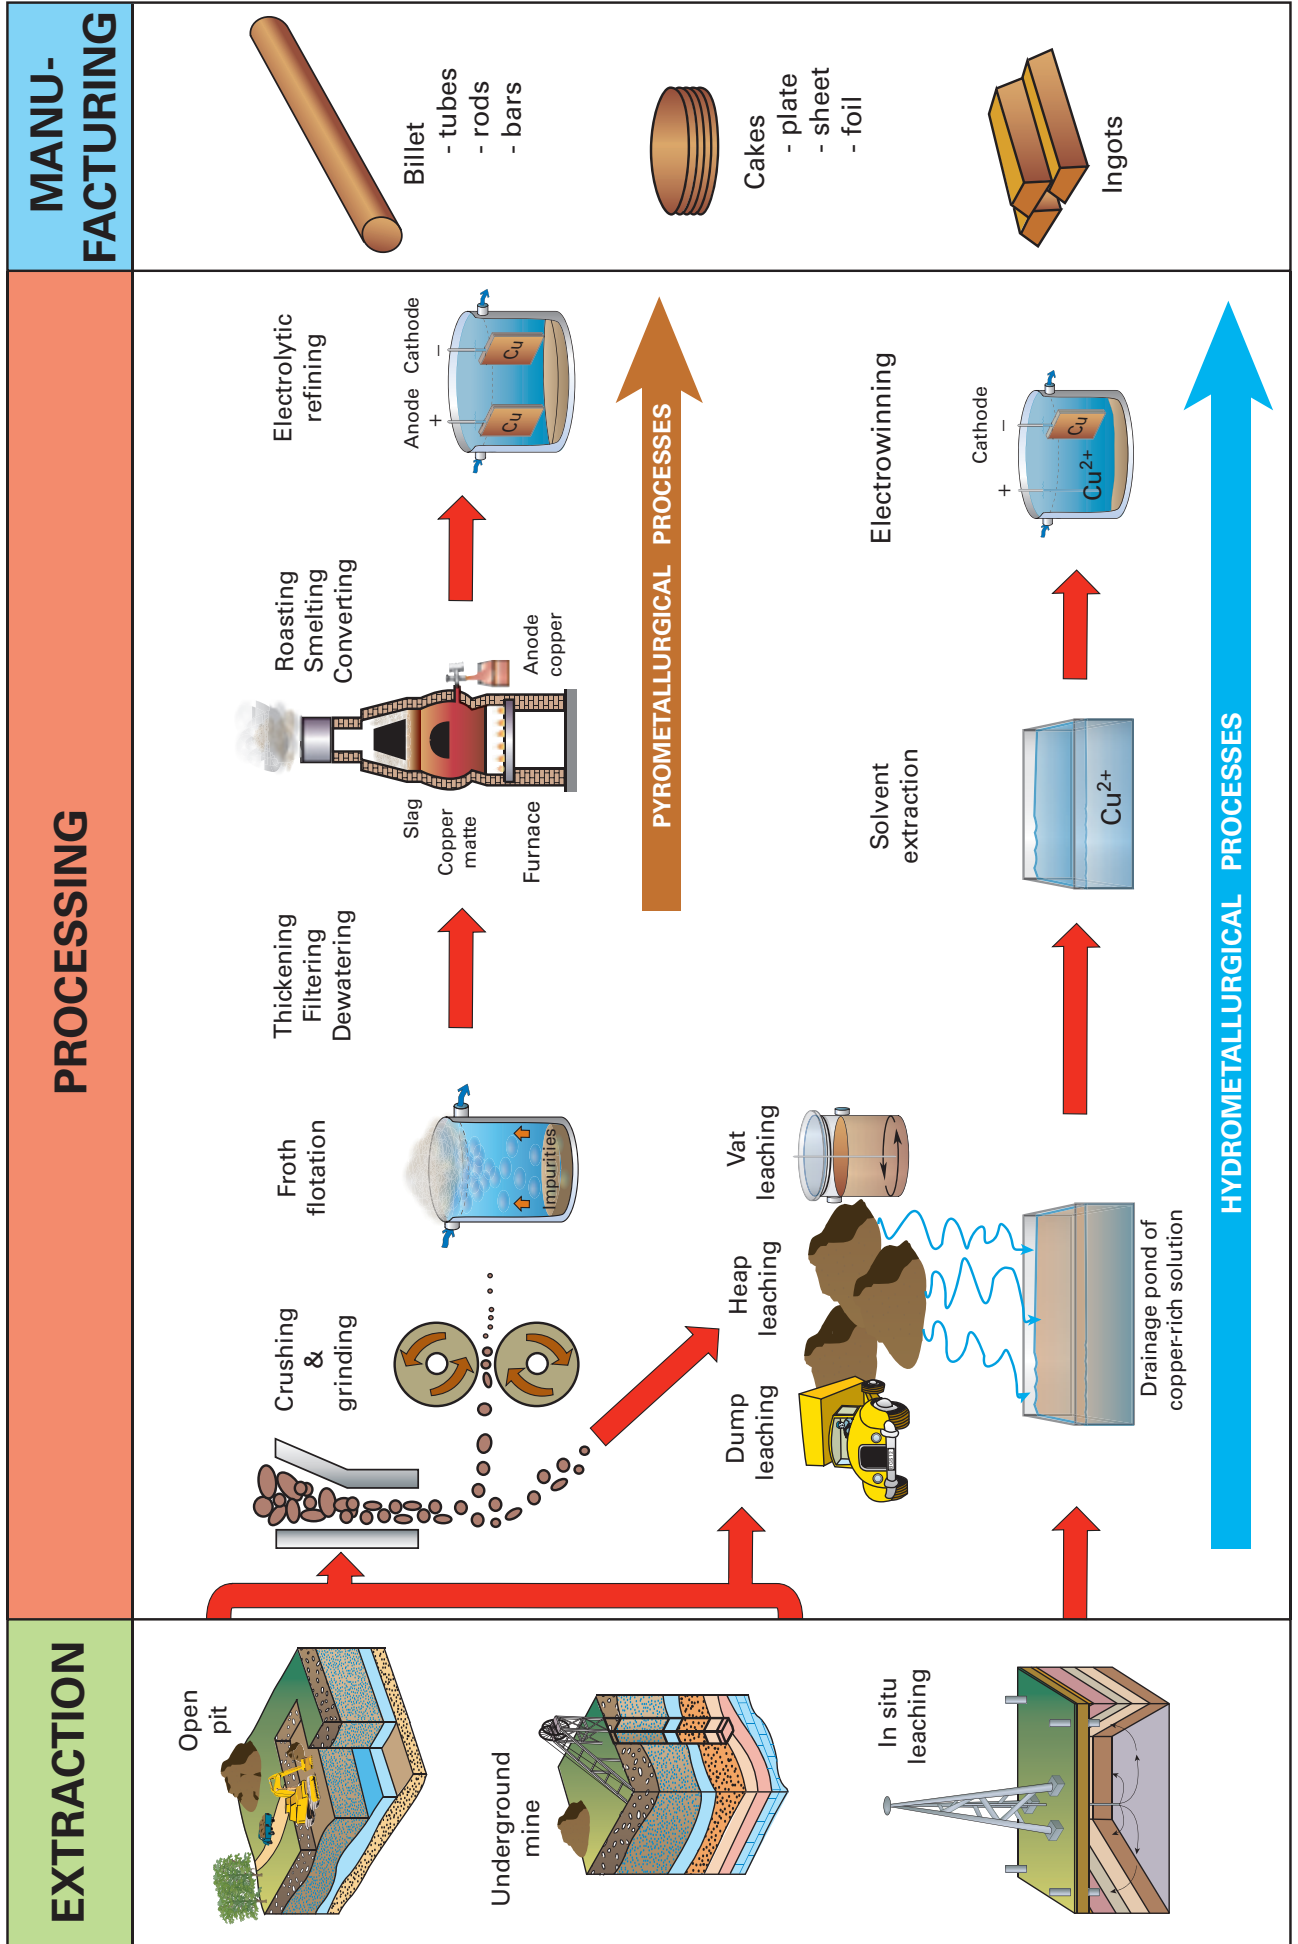 EXTRACTION
PROCESSING
MANU-
FACTURING
Open
pit
Underground
mine
In situ
leaching
Crushing
&
grinding
Froth
flotation
Impurities
Thickening
Filtering
Dewatering
Roasting
Smelting
Converting
Slag
Copper
matte
Furnace
Anode
copper
Electrolytic
refining
Anode
Cathode
+
–
Cu
Cu
PYROMETALLURGICAL PROCESSES
Dump
leaching
Heap
leaching
Vat
leaching
Drainage pond of
copper-rich solution
Solvent
extraction
Cu2+
Electrowinning
Cathode
+
–
Cu2+
Cu
HYDROMETALLURGICAL PROCESSES
Billet
- tubes
- rods
- bars
Cakes
- plate
- sheet
- foil
Ingots